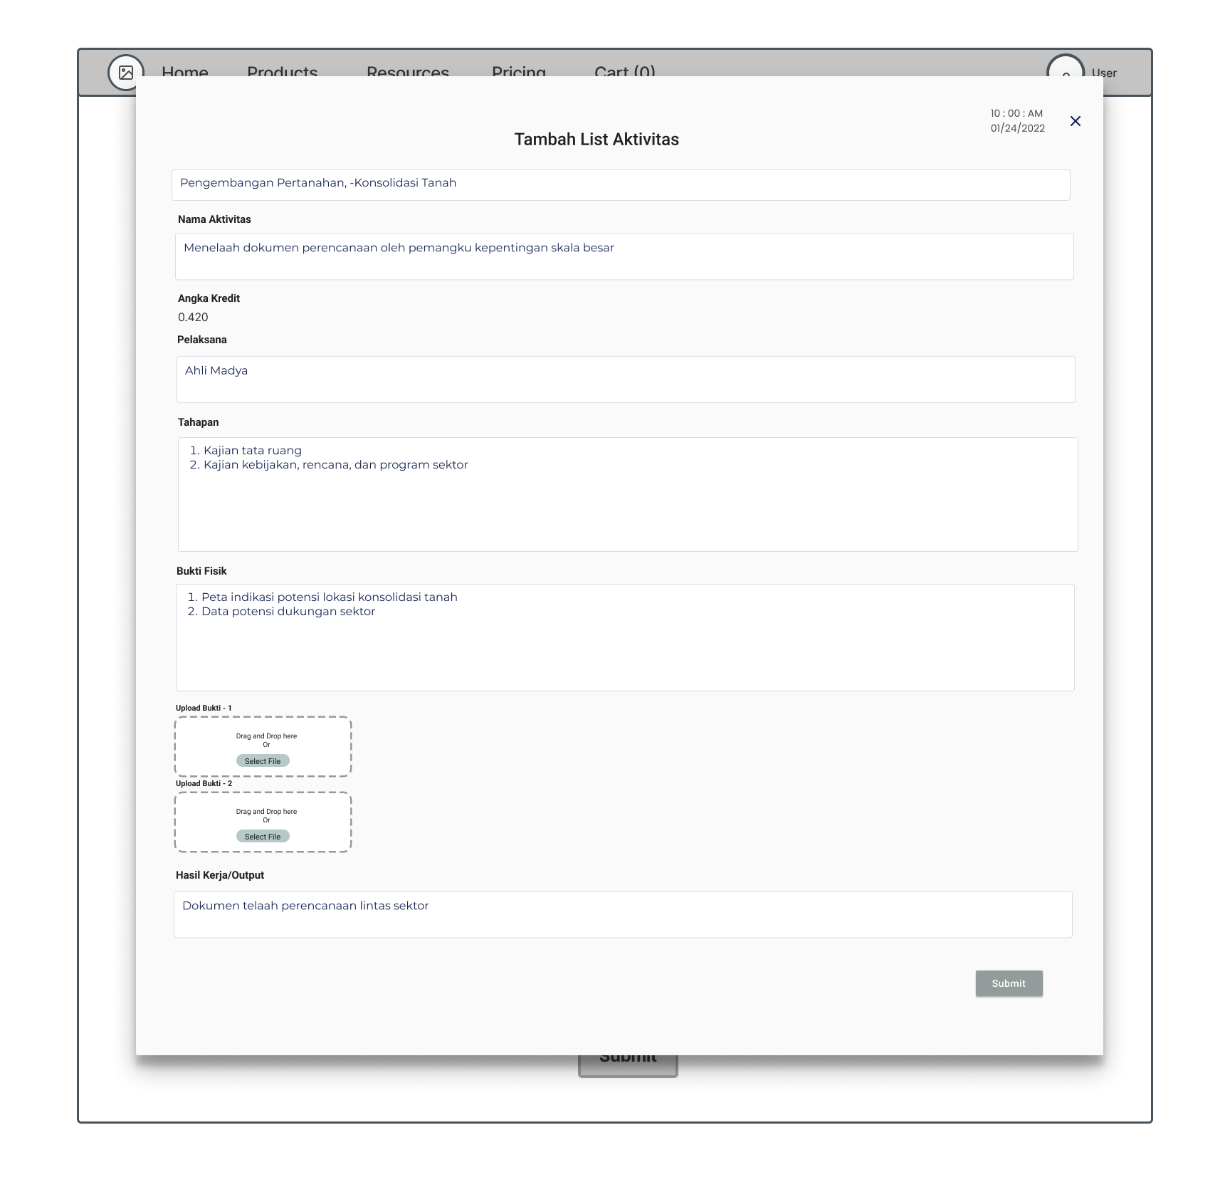 Home Products Resources Pricing Cart (0) User
10 : 00 : AM
01/24/2022
Tambah List Aktivitas
Pengembangan Pertanahan, -Konsolidasi Tanah
Nama Aktivitas
Menelaah dokumen perencanaan oleh pemangku kepentingan skala besar
Angka Kredit
0.420
Pelaksana
Ahli Madya
Tahapan
1. Kajian tata ruang
2. Kajian kebijakan, rencana, dan program sektor
Bukti Fisik
1. Peta indikasi potensi lokasi konsolidasi tanah
2. Data potensi dukungan sektor
Upload Bukti - 1
Drag and Drop here
Or
Select File
Upload Bukti - 2
Drag and Drop here
Or
Select File
Hasil Kerja/Output
Dokumen telaah perencanaan lintas sektor
Submit
Submit